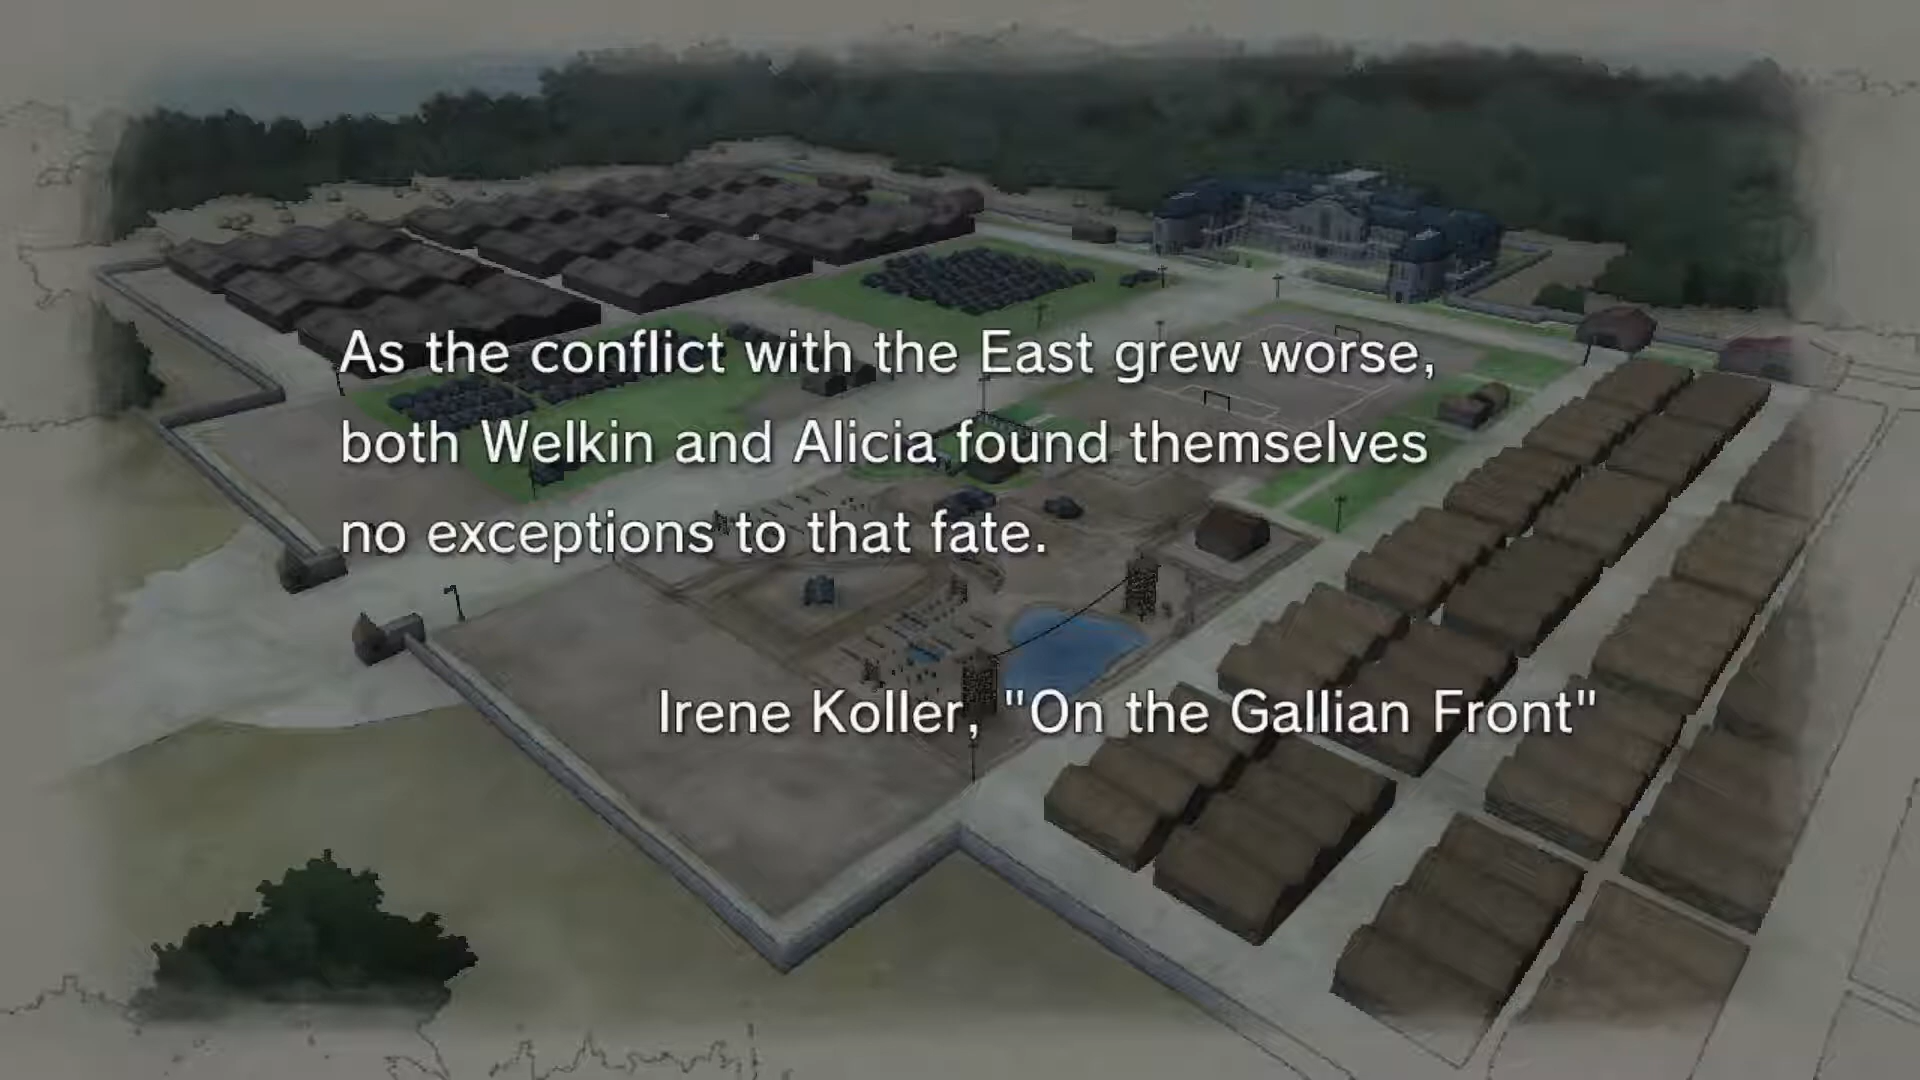 As the conflict with the East grew worse,
both Welkin and Alicia found themselves
no exceptions to that fate.
Irene Koller, "On the Gallian Front"